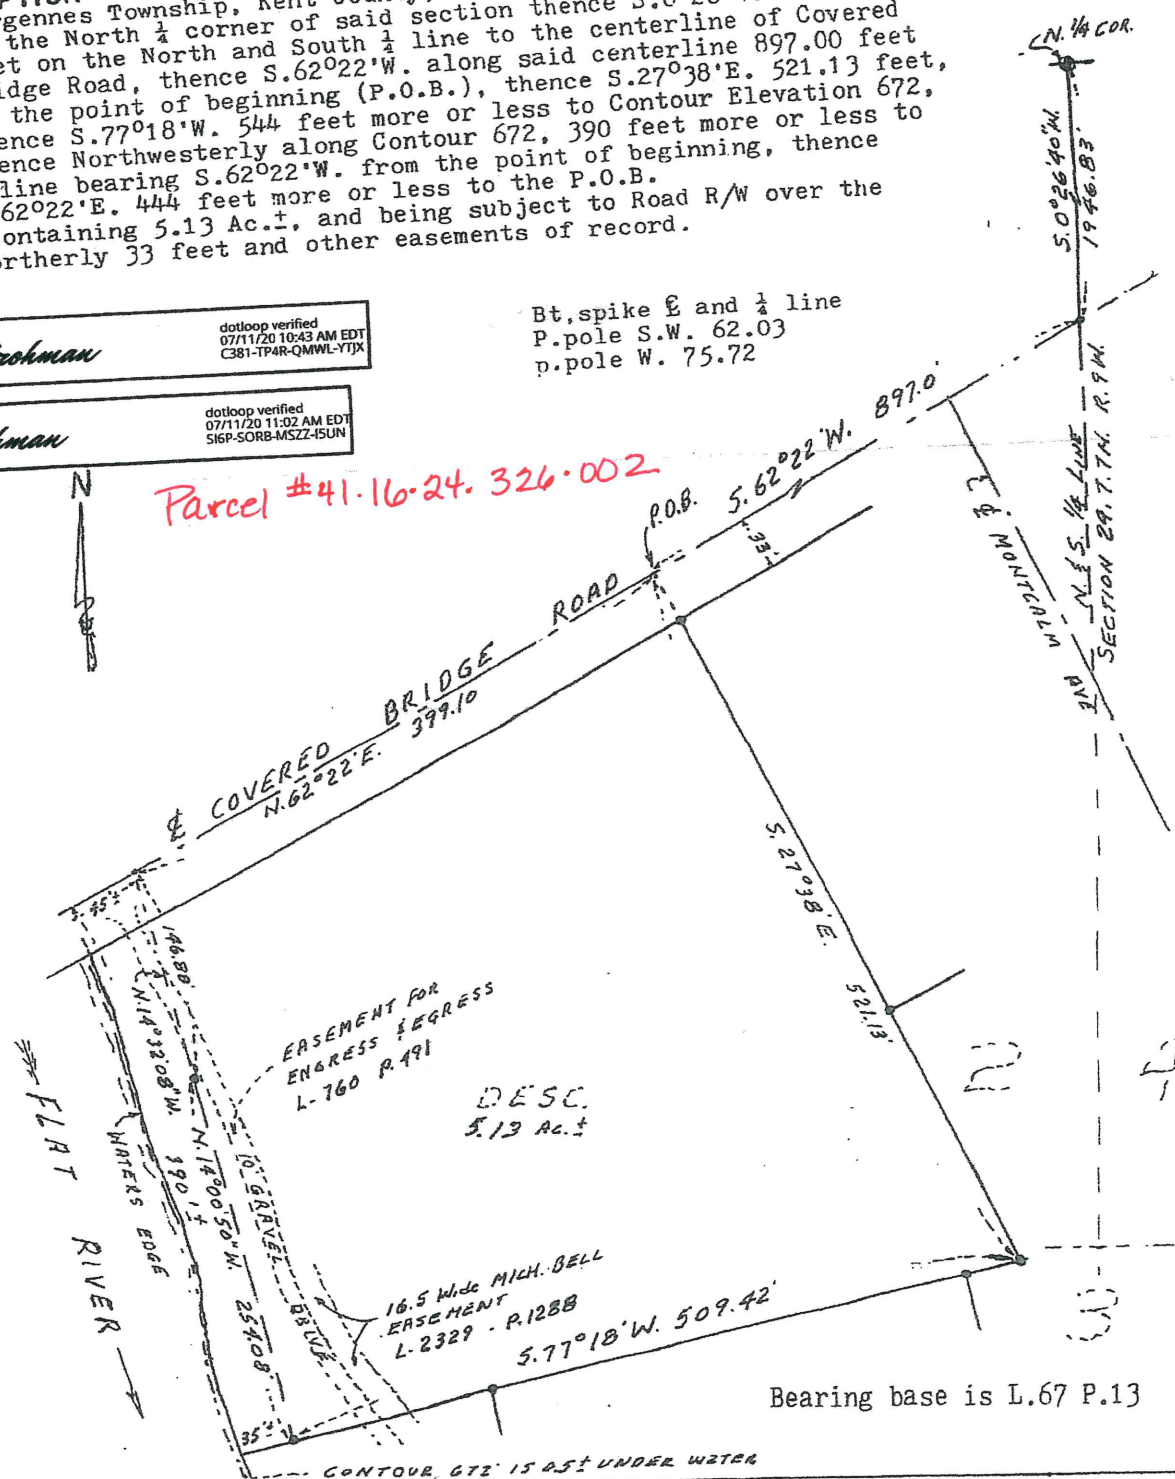 rgennes Township, Kent
the North ¼ corner of said section thence S.0°26
et on the North and South ¼ line to the centerline of Covered
idge Road, thence S.62°22'W. along said centerline 897.00 feet
the point of beginning (P.O.B.), thence S.27°38'E. 521.13 feet,
ence S.77°18'W. 544 feet more or less to Contour Elevation 672,
ence Northwesterly along Contour 672, 390 feet more or less to
line bearing S.62°22'W. from the point of beginning, thence
62°22'E. 444 feet more or less to the P.O.B.
ontaining 5.13 Ac.±, and being subject to Road R/W over the
rtherly 33 feet and other easements of record.
N. ¼ COR.
S.0°26'40"W.
1946.83'
dotloop verified
07/11/20 10:43 AM EDT
C381-TP4R-QMWL-YTJX
dotloop verified
07/11/20 11:02 AM EDT
SI6P-SORB-MSZZ-I5UN
Bt,spike ℄ and ¼ line
P.pole S.W. 62.03
p.pole W. 75.72
N
Parcel #41.16.24.326.002
P.O.B.
S.62°22'W. 897.0'
33'
N & S. ¼ LINE
SECTION 29.T.7N. R.9W.
℄ COVERED BRIDGE ROAD
N.62°22'E. 399.10
45'±
146.88'
N.14°32'08"W. 390'±
N.14°00'50"W. 254.08
WATERS EDGE
10' GRAVEL DRIVE
EASEMENT FOR
ENGRESS & EGRESS
L-760 P.491
DESC.
5.13 Ac.±
S.27°38'E. 521.13'
2
3
FLAT RIVER
16.5 Wide MICH. BELL
EASEMENT
L-2329 - P.1288
S.77°18'W. 509.42'
35'±
Bearing base is L.67 P.13
CONTOUR 672' IS 0.5± UNDER WATER